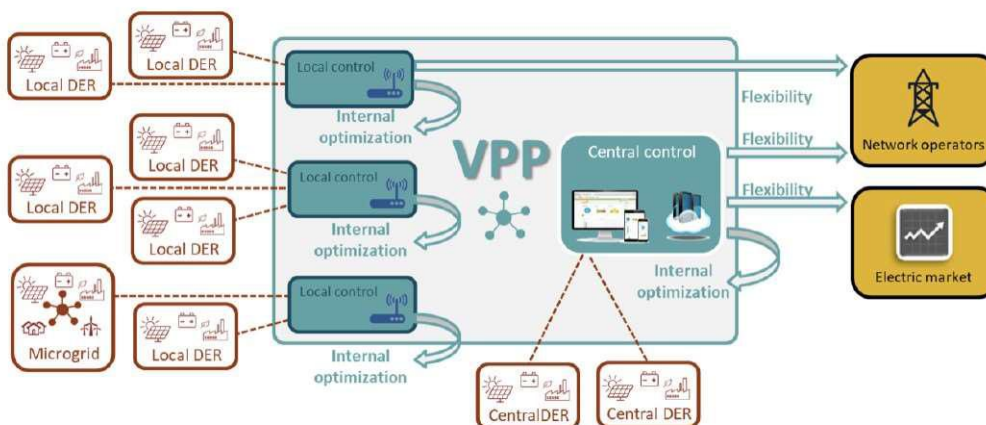 Local DER
Local DER
Local control
Internal
optimization
Flexibility
Network operators
Local DER
Local DER
Local DER
Local control
Internal
optimization
VPP
Central control
Flexibility
Flexibility
Internal
optimization
Electric market
Microgrid
Local DER
Local control
Internal
optimization
CentralDER
Central DER